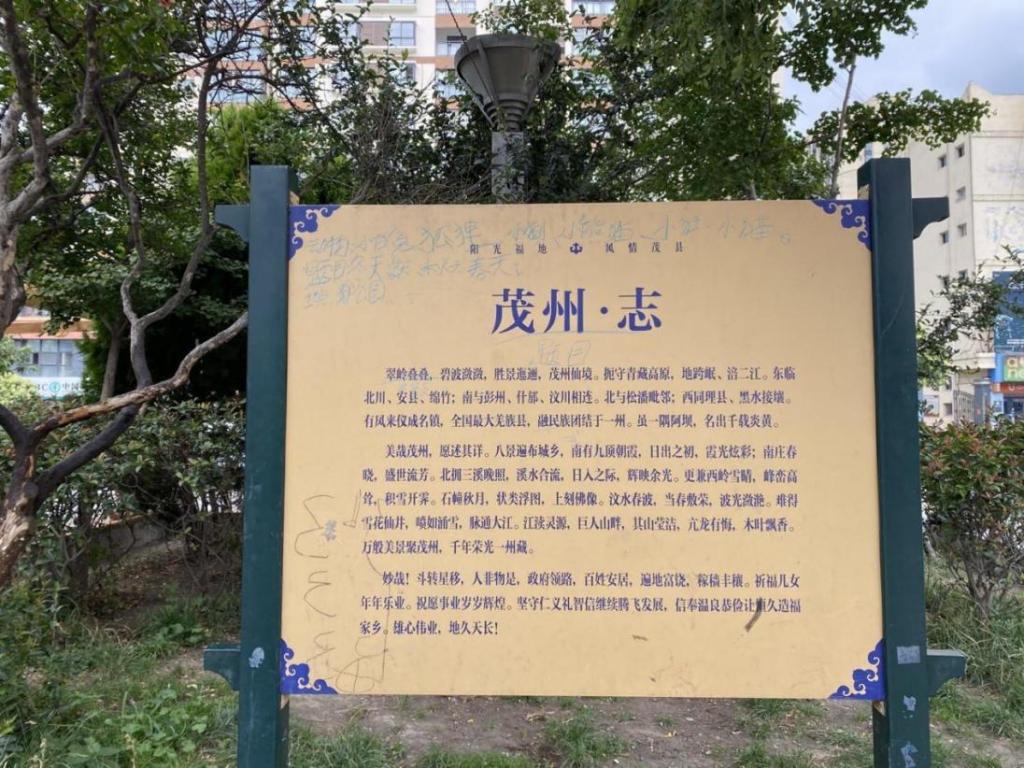 阳光福地 风情茂县
茂州·志
翠岭叠叠，碧波潋潋，胜景迤逦，茂州仙境。扼守青藏高原，地跨岷、涪二江。东临
北川、安县、绵竹；南与彭州、什邡、汶川相连。北与松潘毗邻；西同理县、黑水接壤。
有凤来仪成名镇，全国最大羌族县，融民族团结于一州。虽一隅阿坝，名出千载炎黄。
美哉茂州，愿述其详。八景遍布城乡，南有九顶朝霞，日出之初，霞光炫彩；南庄春
晓，盛世流芳。北拥三溪晚照，溪水合流，日入之际，辉映余光。更兼西岭雪晴，峰峦高
耸，积雪开霁。石幢秋月，状类浮图，上刻佛像。汶水春波，当春敷荣，波光潋滟。难得
雪花仙井，喷如涌雪，脉通大江。江渎灵源，巨人山畔，其山莹洁，亢龙有悔，木叶飘香。
万般美景聚茂州，千年荣光一州藏。
妙哉！斗转星移，人非物是，政府领路，百姓安居，遍地富饶，稼穑丰穰。祈福儿女
年年乐业。祝愿事业岁岁辉煌。坚守仁义礼智信继续腾飞发展，信奉温良恭俭让恒久造福
家乡。雄心伟业，地久天长！